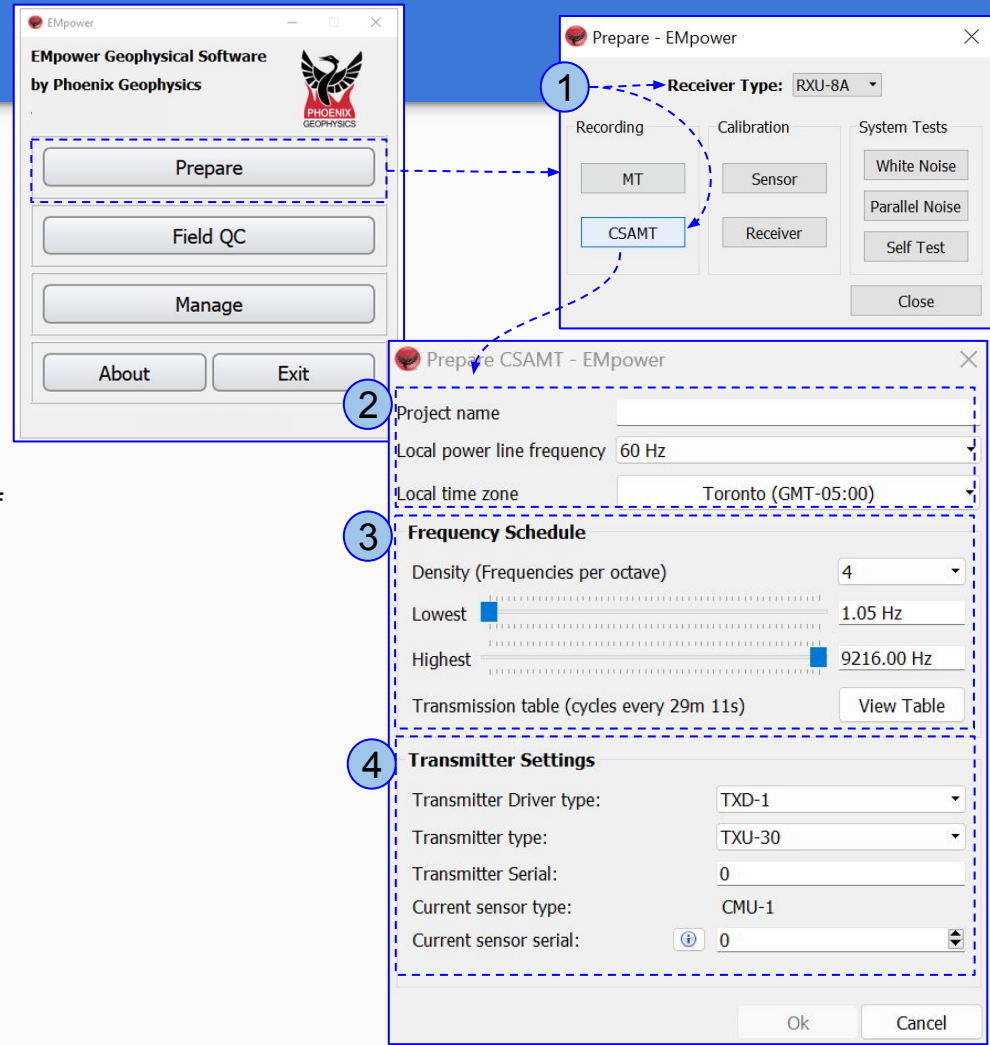 EMpower
EMpower Geophysical Software
by Phoenix Geophysics
PHOENIX
GEOPHYSICS
Prepare
Field QC
Manage
About
Exit
Prepare - EMpower
1
Receiver Type: RXU-8A
Recording
Calibration
System Tests
MT
Sensor
White Noise
Parallel Noise
CSAMT
Receiver
Self Test
Close
Prepare CSAMT - EMpower
2
Project name
Local power line frequency 60 Hz
Local time zone Toronto (GMT-05:00)
3
Frequency Schedule
Density (Frequencies per octave) 4
Lowest 1.05 Hz
Highest 9216.00 Hz
Transmission table (cycles every 29m 11s) View Table
4
Transmitter Settings
Transmitter Driver type: TXD-1
Transmitter type: TXU-30
Transmitter Serial: 0
Current sensor type: CMU-1
Current sensor serial: 0
Ok
Cancel